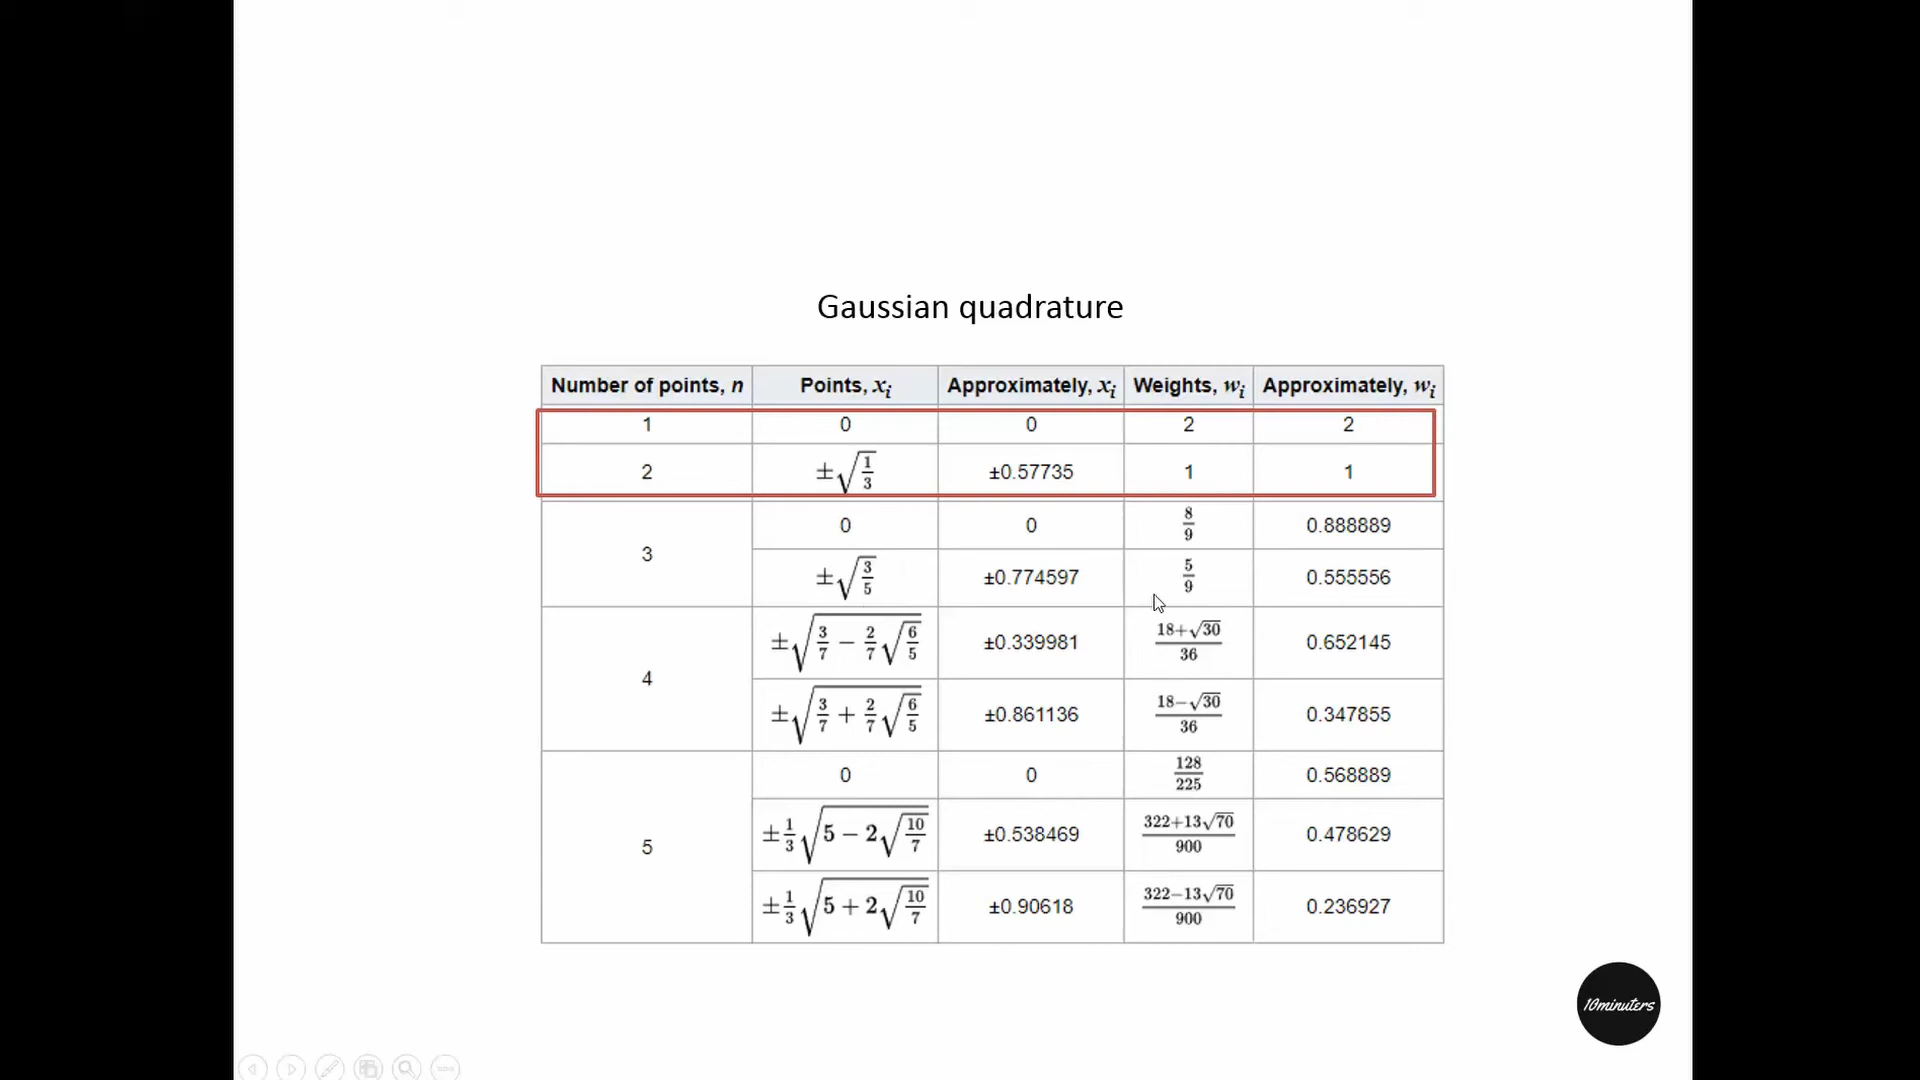 Gaussian quadrature
Number of points, n Points, xᵢ Approximately, xᵢ Weights, wᵢ Approximately, wᵢ
1 0 0 2 2
2 ±√(1/3) ±0.57735 1 1
3 0 0 8/9 0.888889
±√(3/5) ±0.774597 5/9 0.555556
4 ±√(3/7 − 2/7√(6/5)) ±0.339981 (18+√30)/36 0.652145
±√(3/7 + 2/7√(6/5)) ±0.861136 (18−√30)/36 0.347855
5 0 0 128/225 0.568889
±1/3√(5 − 2√(10/7)) ±0.538469 (322+13√70)/900 0.478629
±1/3√(5 + 2√(10/7)) ±0.90618 (322−13√70)/900 0.236927
10minuters